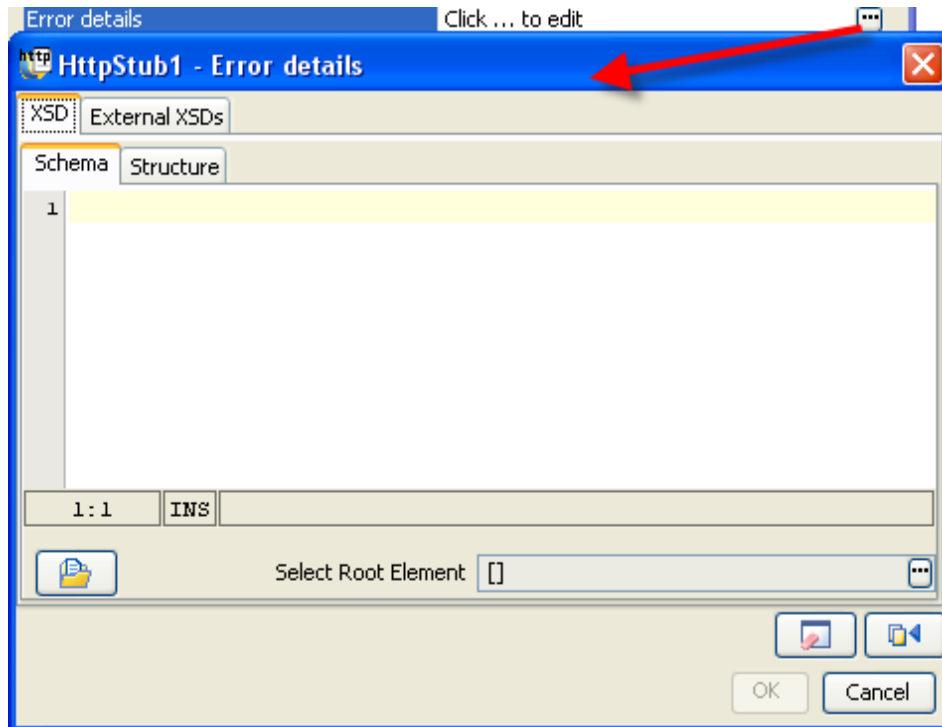 Error details Click ... to edit
http HttpStub1 - Error details
XSD External XSDs
Schema Structure
1
1:1 INS
Select Root Element []
OK Cancel